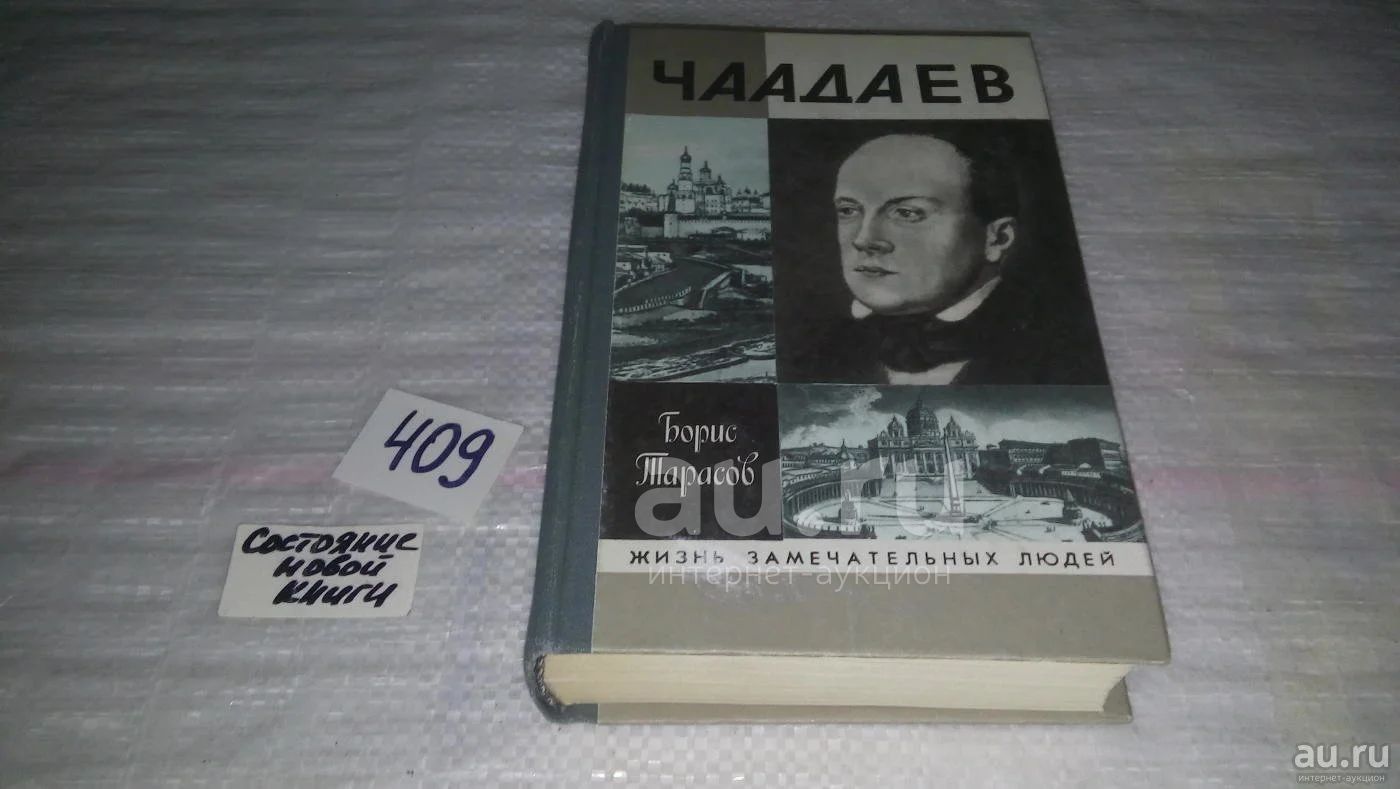 ЧААДАЕВ
Борис
Тарасов
ЖИЗНЬ ЗАМЕЧАТЕЛЬНЫХ ЛЮДЕЙ
409
Состояние
новой
книги
au.ru
интернет-аукцион
au.ru
интернет-аукцион